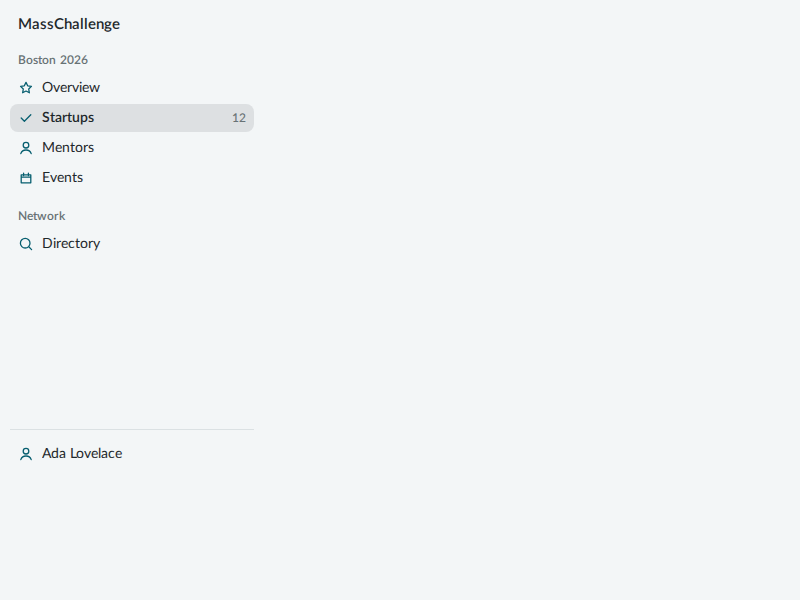 MassChallenge
Boston 2026
Overview
Startups 12
Mentors
Events
Network
Directory
Ada Lovelace